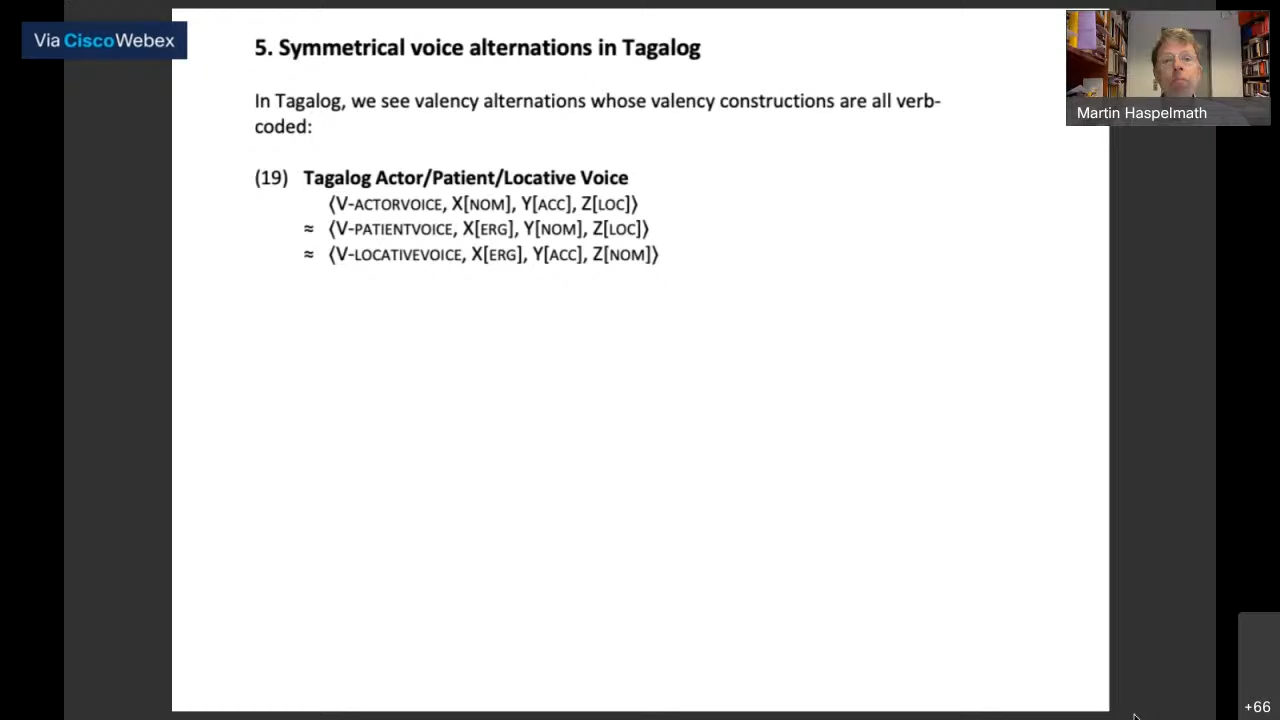 Via CiscoWebex
5. Symmetrical voice alternations in Tagalog
Martin Haspelmath
In Tagalog, we see valency alternations whose valency constructions are all verb-
coded:
(19) Tagalog Actor/Patient/Locative Voice
⟨V-ACTORVOICE, X[NOM], Y[ACC], Z[LOC]⟩
≈ ⟨V-PATIENTVOICE, X[ERG], Y[NOM], Z[LOC]⟩
≈ ⟨V-LOCATIVEVOICE, X[ERG], Y[ACC], Z[NOM]⟩
+66